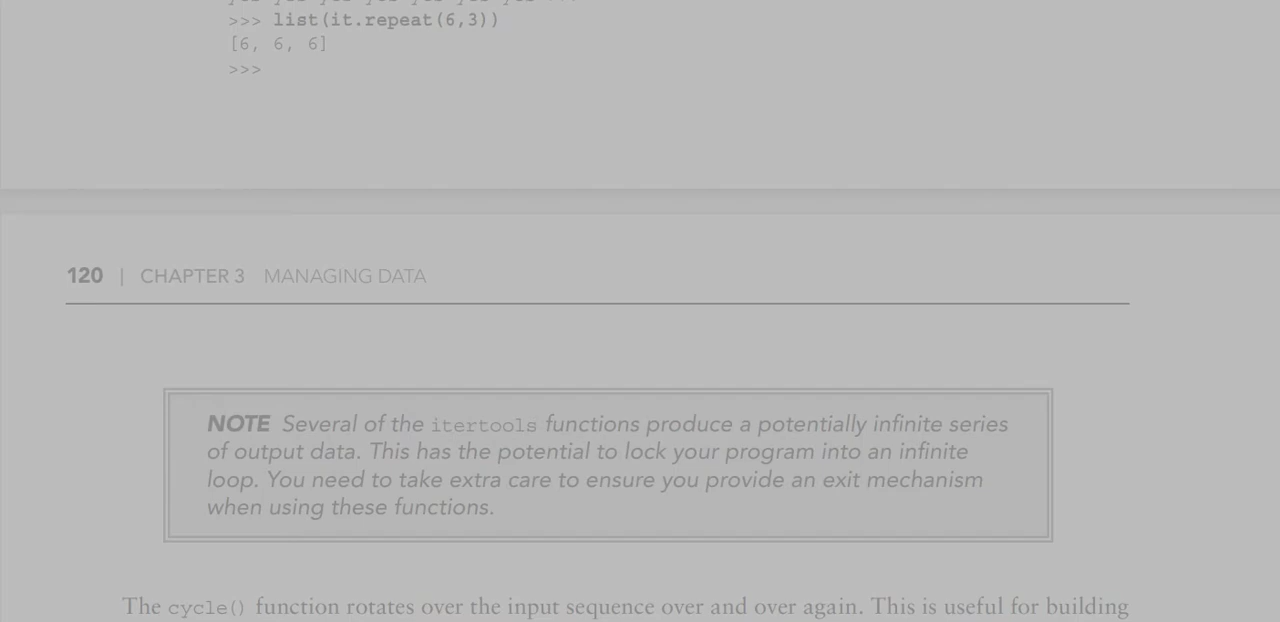 >>> list(it.repeat(6,3))
[6, 6, 6]
>>>
120 | CHAPTER 3 MANAGING DATA
NOTE Several of the itertools functions produce a potentially infinite series
of output data. This has the potential to lock your program into an infinite
loop. You need to take extra care to ensure you provide an exit mechanism
when using these functions.
The cycle() function rotates over the input sequence over and over again. This is useful for building